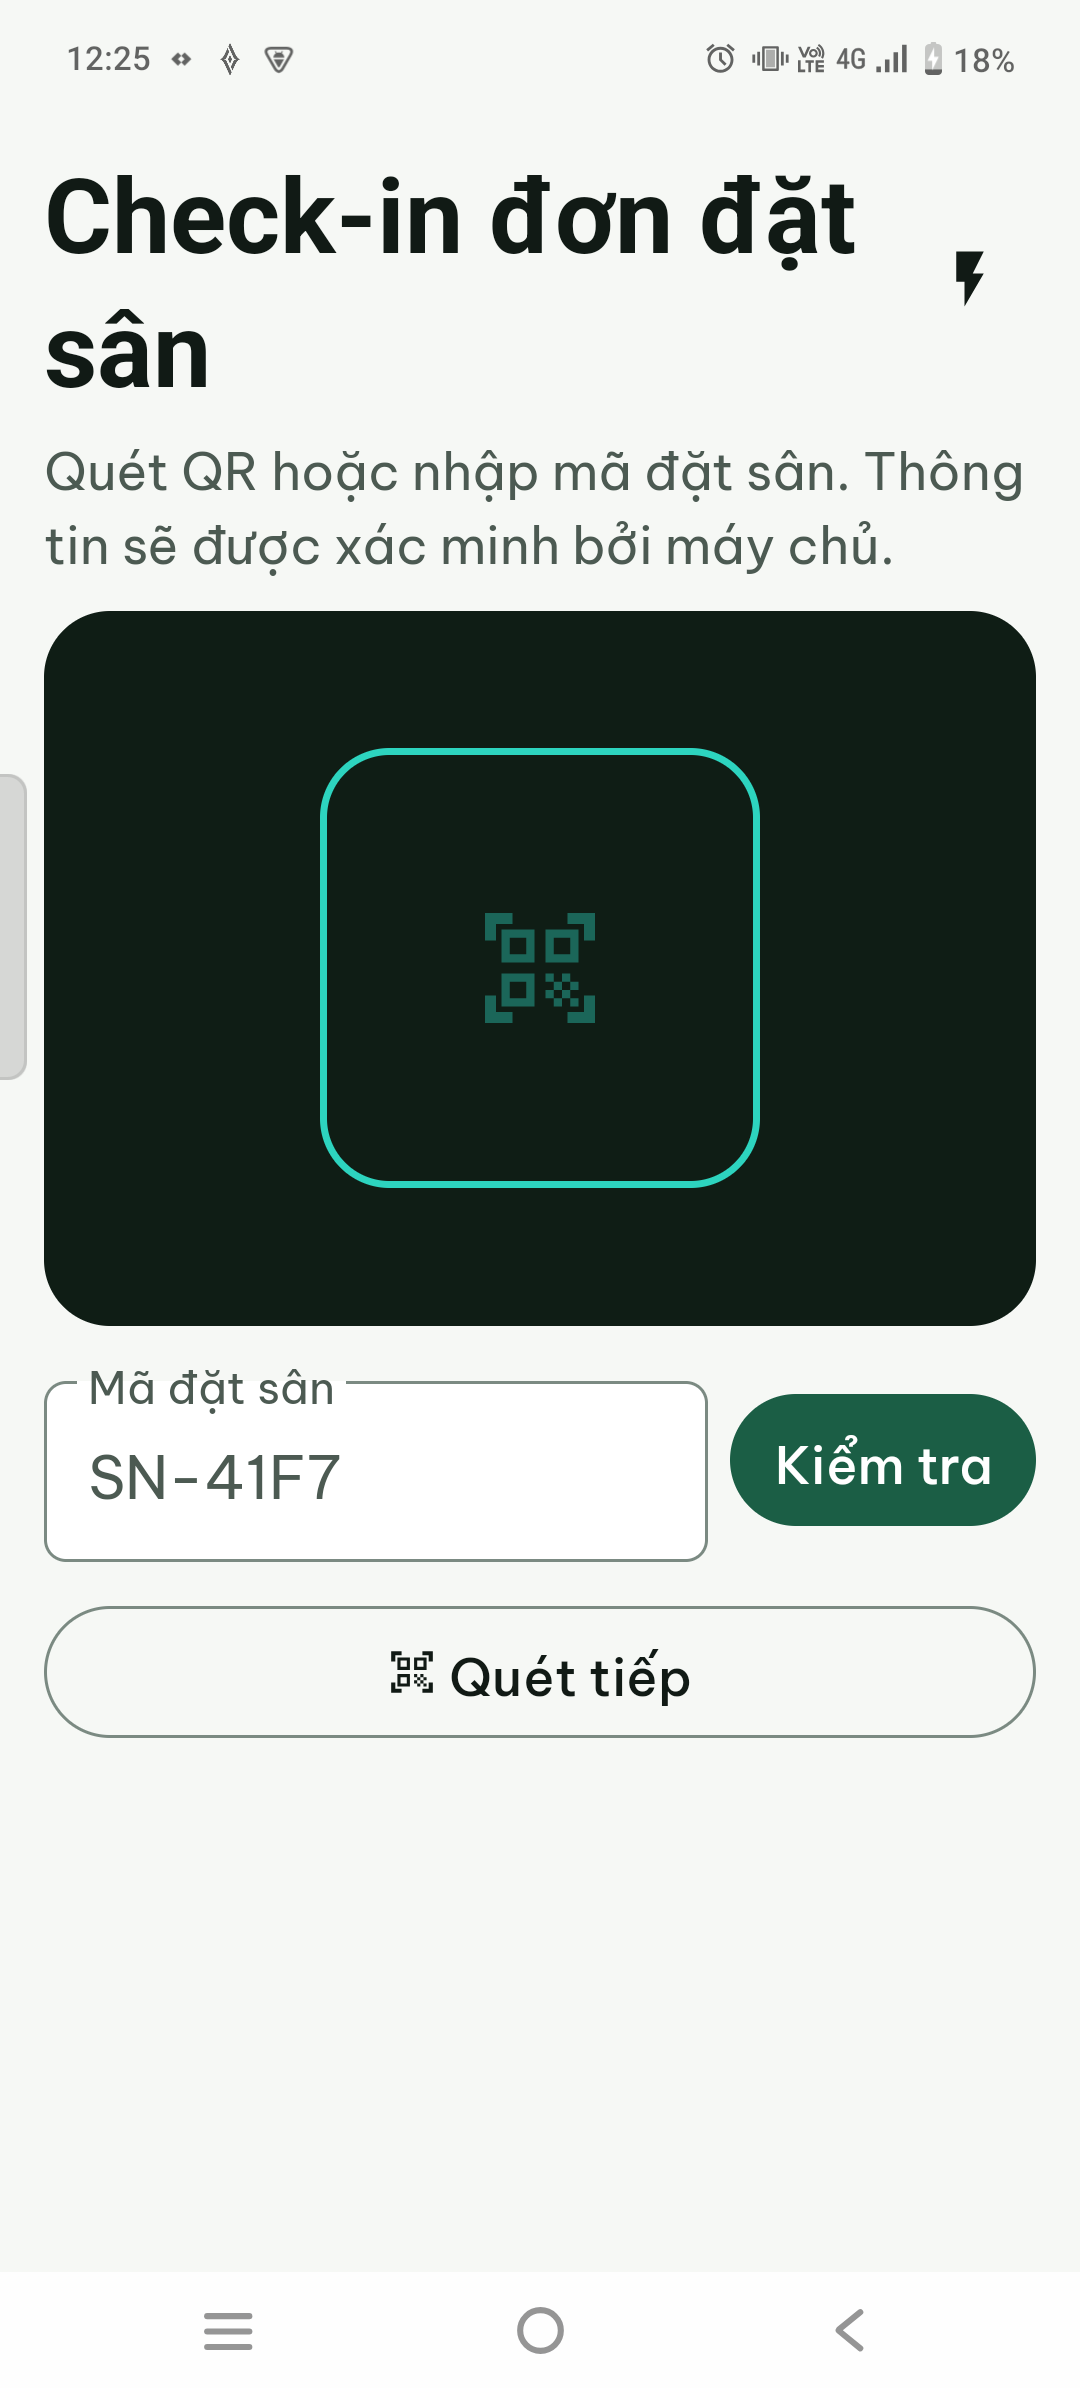 12:25
VoLTE 4G 18%
Check-in đơn đặt
sân
Quét QR hoặc nhập mã đặt sân. Thông
tin sẽ được xác minh bởi máy chủ.
Mã đặt sân
SN-41F7
Kiểm tra
Quét tiếp